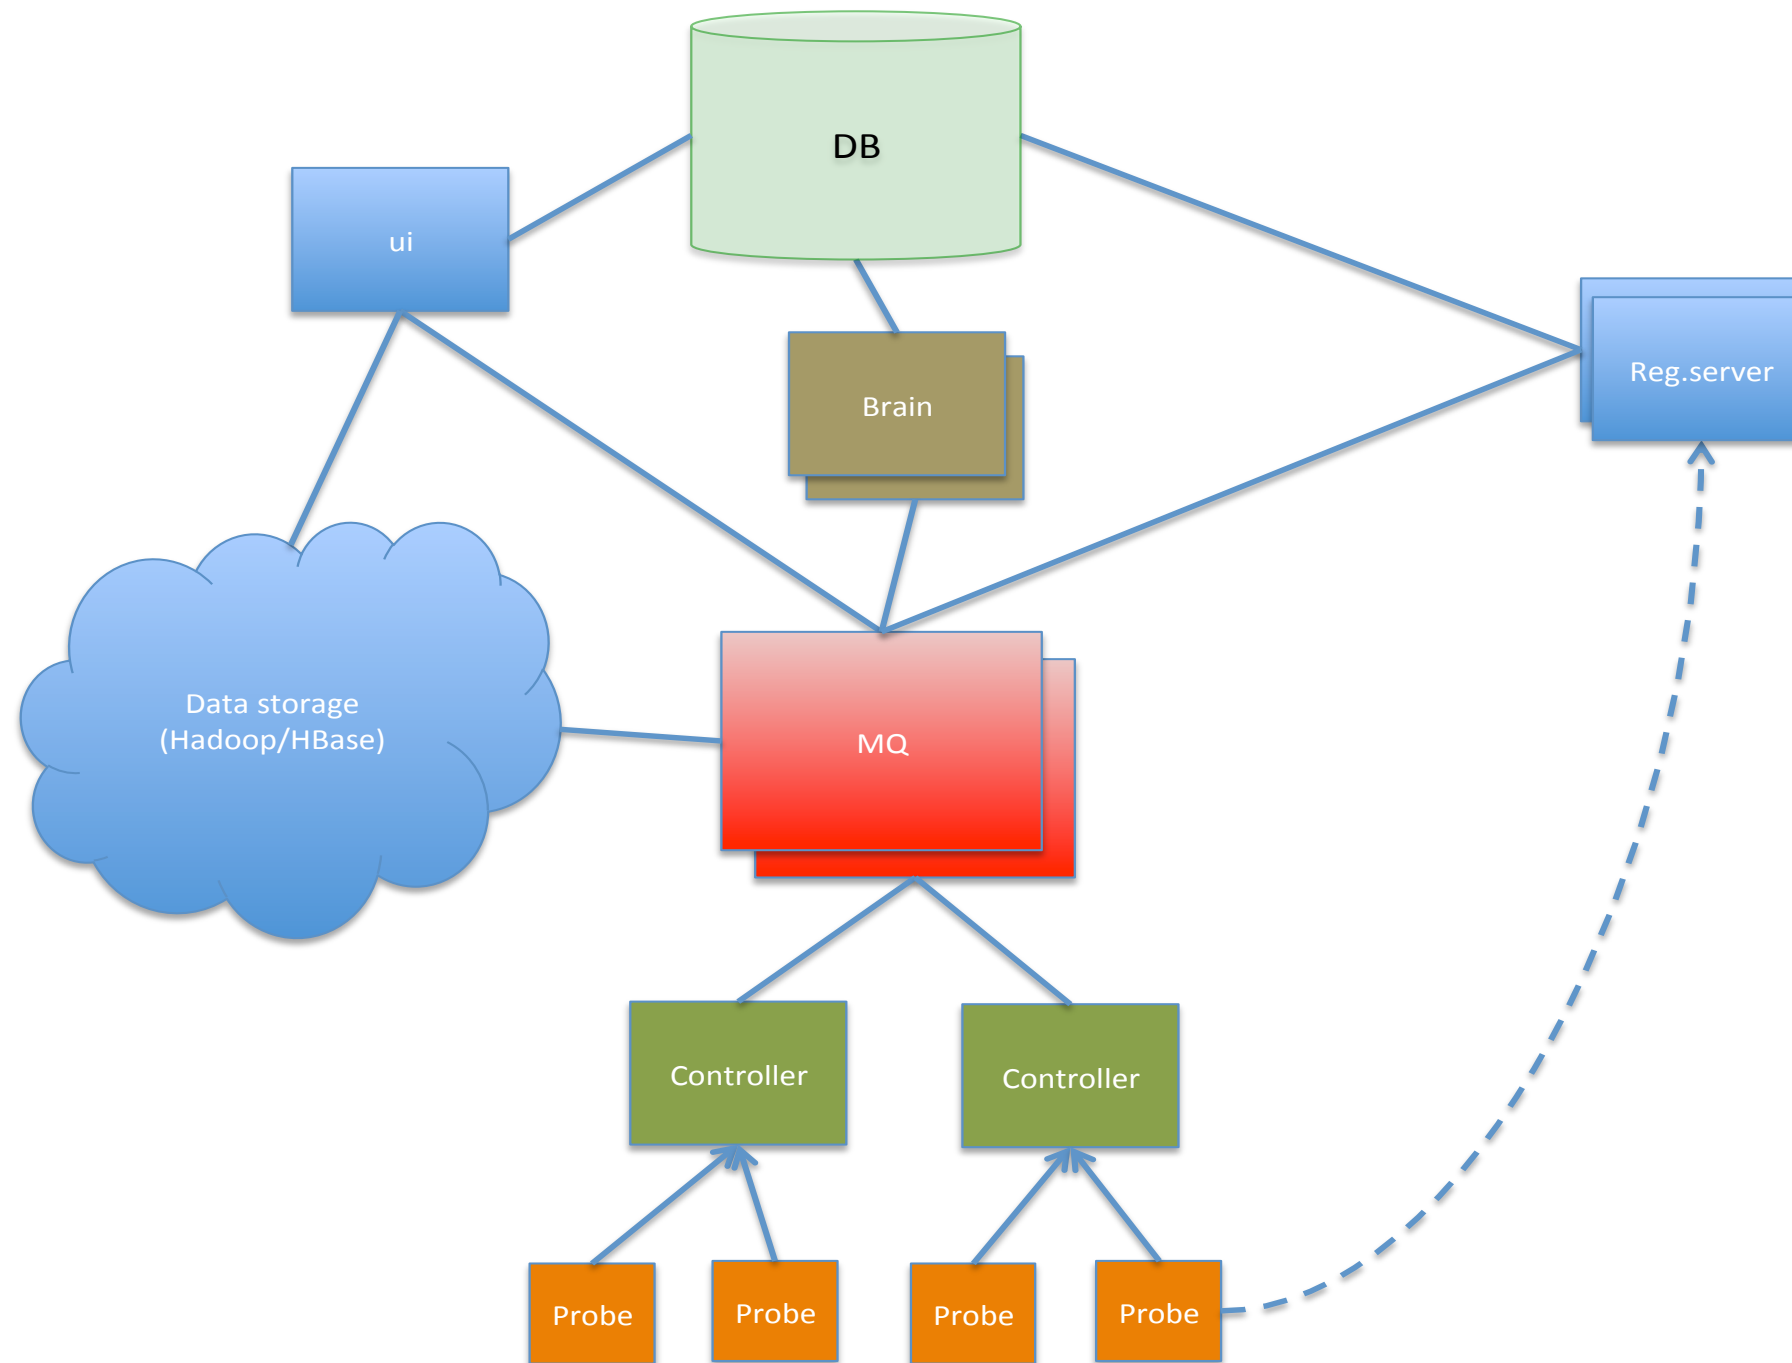 DB
ui
Reg.server
Brain
Data storage
(Hadoop/HBase)
MQ
Controller
Controller
Probe
Probe
Probe
Probe